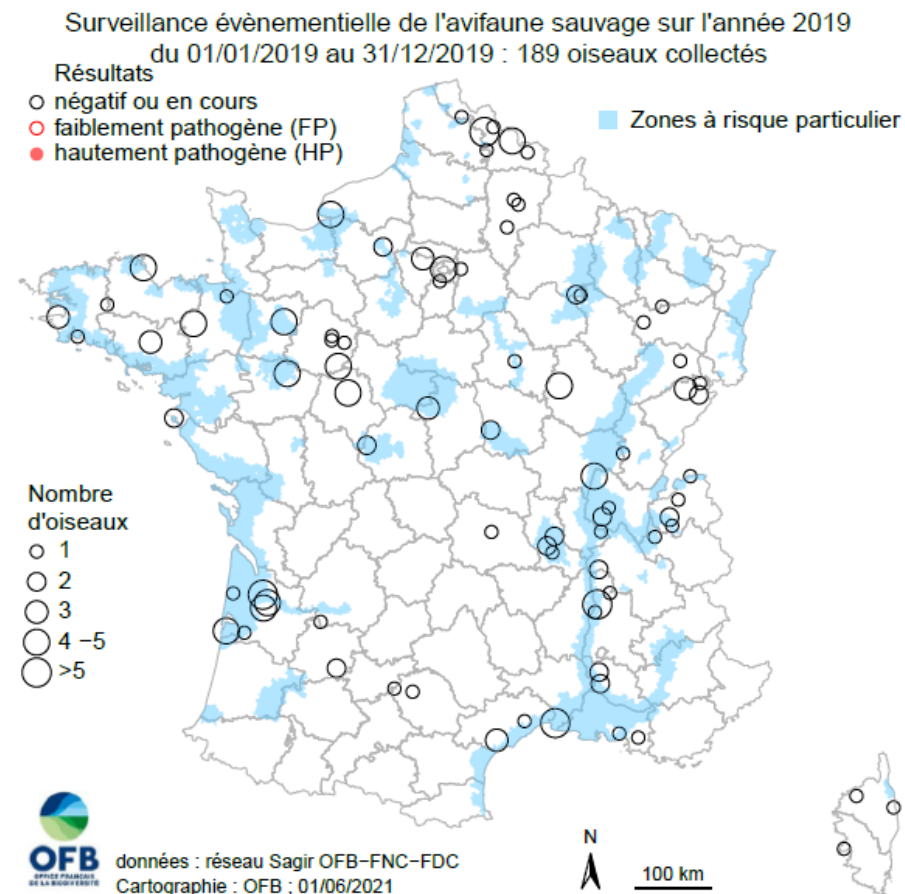 Surveillance évènementielle de l'avifaune sauvage sur l'année 2019
du 01/01/2019 au 31/12/2019 : 189 oiseaux collectés
Résultats
négatif ou en cours
faiblement pathogène (FP)
hautement pathogène (HP)
Zones à risque particulier
Nombre
d'oiseaux
1
2
3
4 −5
>5
OFB
OFFICE FRANÇAIS
DE LA BIODIVERSITÉ
données : réseau Sagir OFB−FNC−FDC
Cartographie : OFB ; 01/06/2021
N
100 km